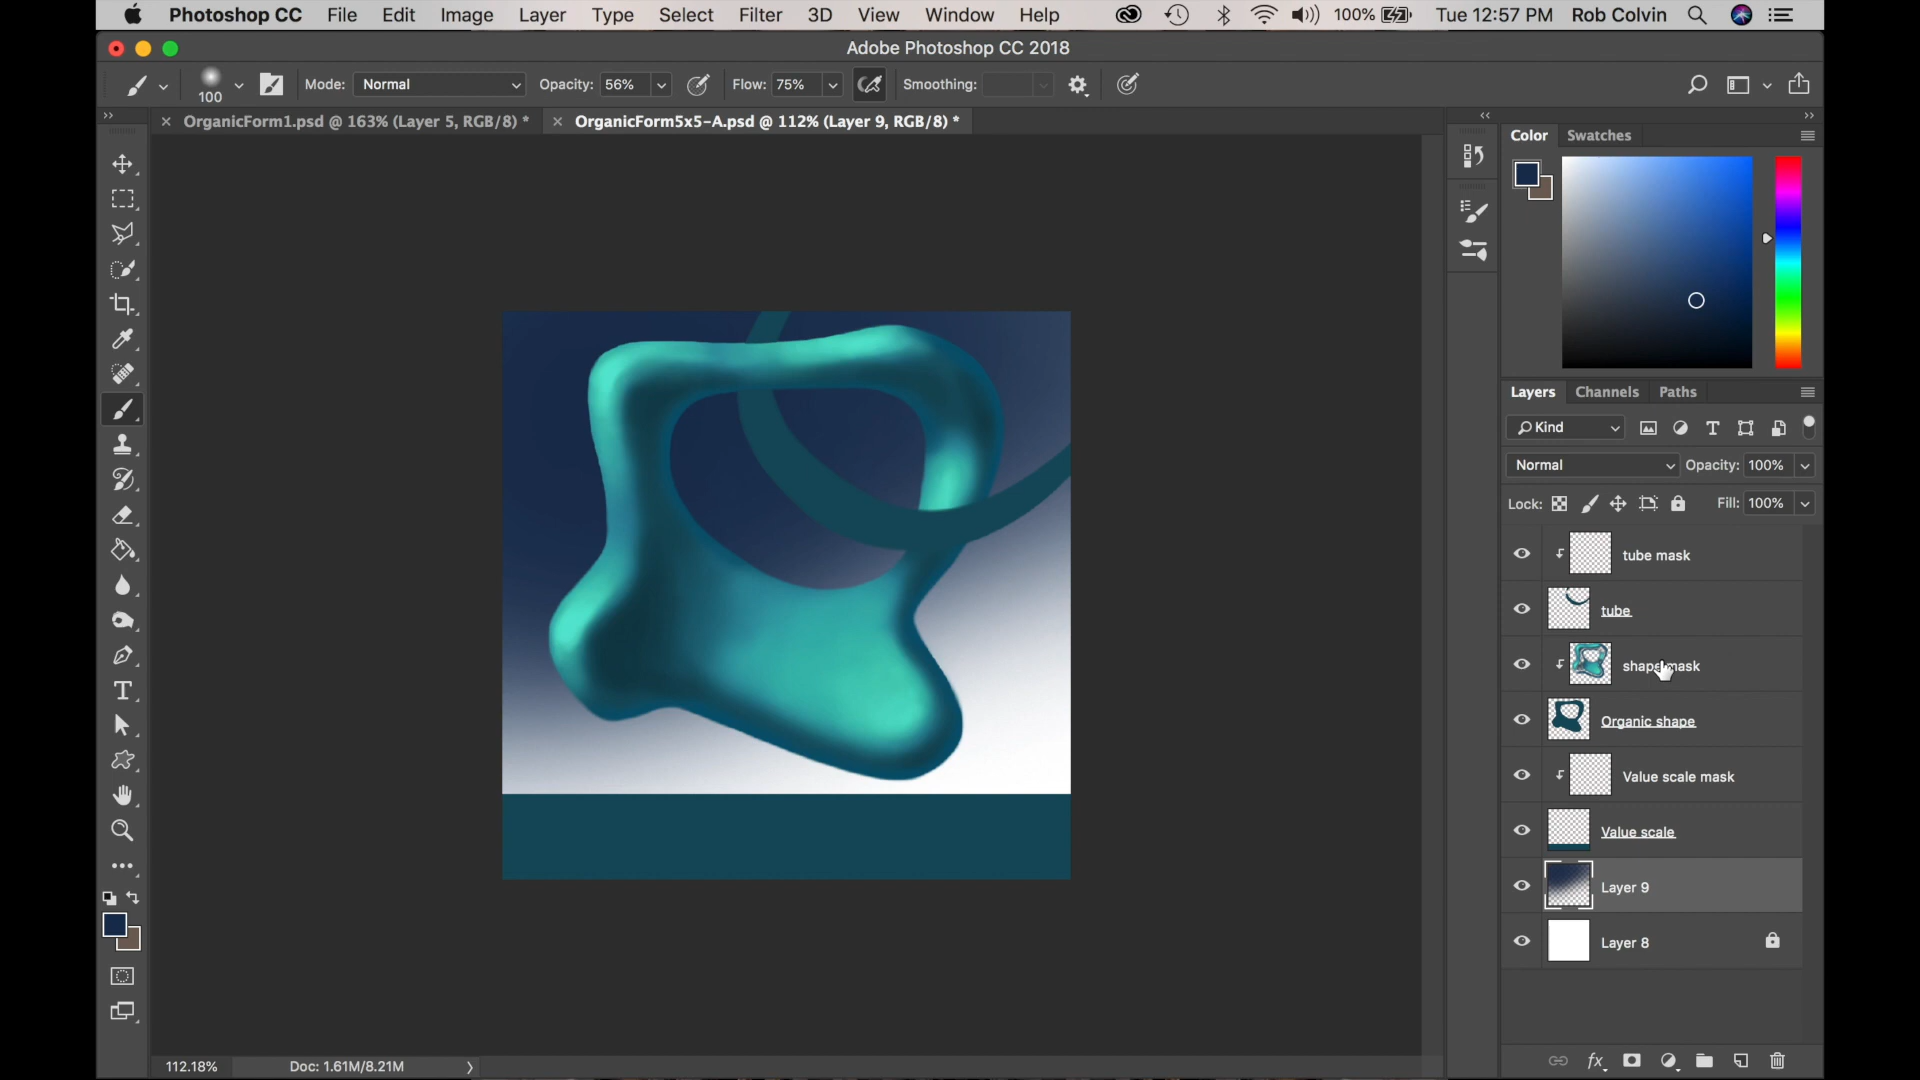 Photoshop CC File Edit Image Layer Type Select Filter 3D View Window Help 100% Tue 12:57 PM Rob Colvin
Adobe Photoshop CC 2018
100 Mode: Normal Opacity: 56% Flow: 75% Smoothing:
OrganicForm1.psd @ 163% (Layer 5, RGB/8) * OrganicForm5x5-A.psd @ 112% (Layer 9, RGB/8) *
Color Swatches
Layers Channels Paths
Kind
Normal Opacity: 100%
Lock: Fill: 100%
tube mask
tube
shape mask
Organic shape
Value scale mask
Value scale
Layer 9
Layer 8
112.18% Doc: 1.61M/8.21M